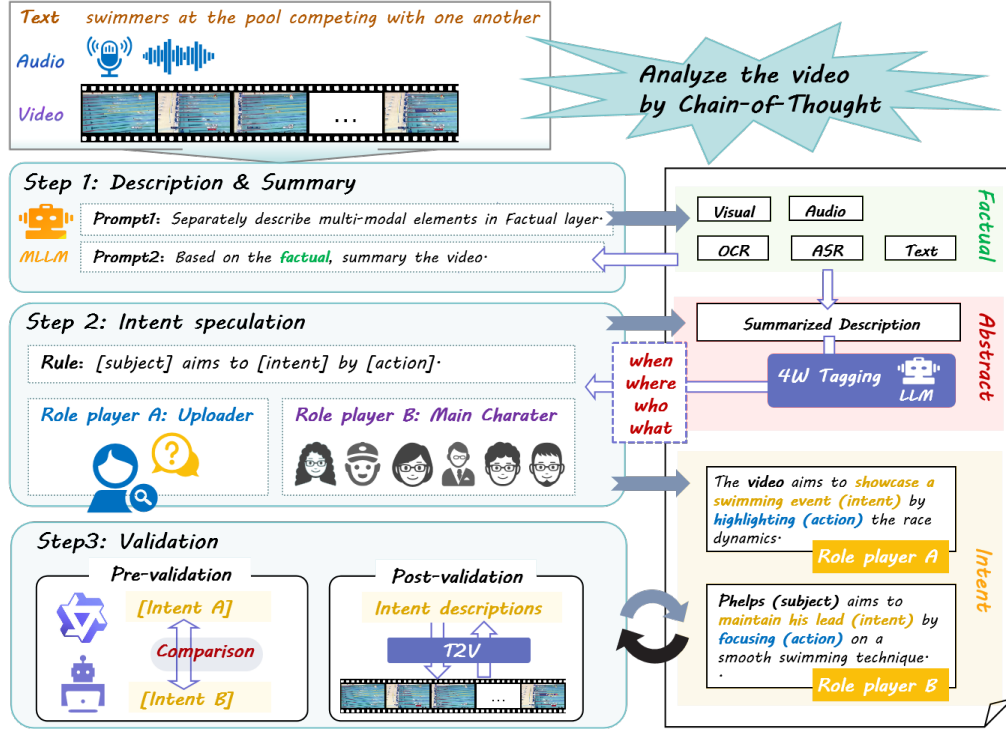 Text swimmers at the pool competing with one another
Audio
Video
...
Analyze the video
by Chain-of-Thought
Step 1: Description & Summary
MLLM
Prompt1: Separately describe multi-modal elements in Factual layer.
Prompt2: Based on the factual, summary the video.
Visual
Audio
OCR
ASR
Text
Factual
Step 2: Intent speculation
Rule: [subject] aims to [intent] by [action].
Role player A: Uploader
?
Role player B: Main Charater
Summarized Description
4W Tagging
LLM
when
where
who
what
Abstract
The video aims to showcase a
swimming event (intent) by
highlighting (action) the race
dynamics.
Role player A
Phelps (subject) aims to
maintain his lead (intent) by
focusing (action) on a
smooth swimming technique.
.
Role player B
Intent
Step3: Validation
Pre-validation
[Intent A]
Comparison
[Intent B]
Post-validation
Intent descriptions
T2V
...